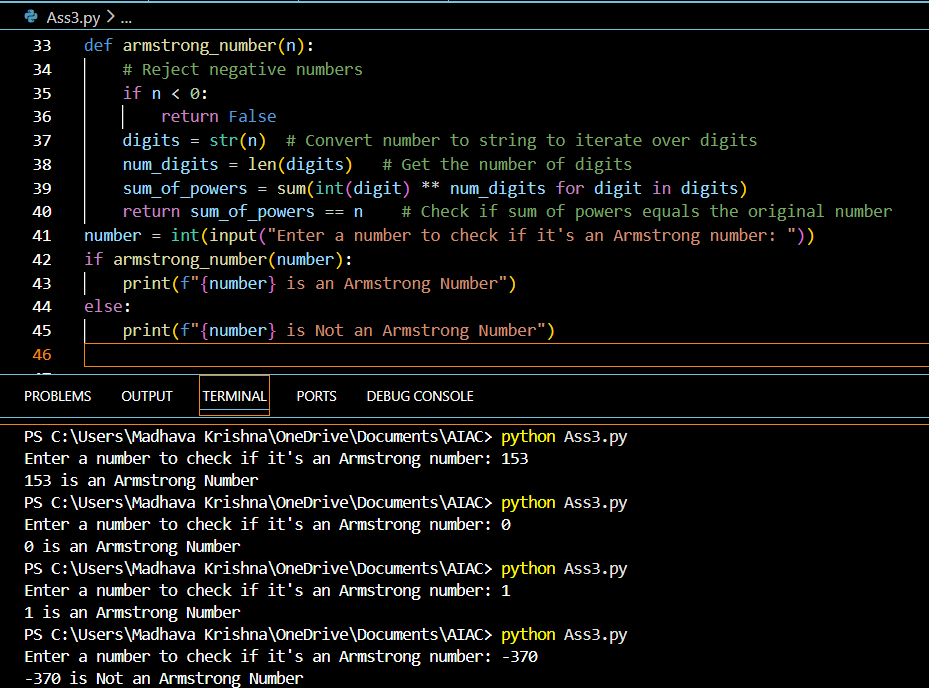 Ass3.py > ...
33 def armstrong_number(n):
34     # Reject negative numbers
35     if n < 0:
36         return False
37     digits = str(n)  # Convert number to string to iterate over digits
38     num_digits = len(digits)   # Get the number of digits
39     sum_of_powers = sum(int(digit) ** num_digits for digit in digits)
40     return sum_of_powers == n    # Check if sum of powers equals the original number
41 number = int(input("Enter a number to check if it's an Armstrong number: "))
42 if armstrong_number(number):
43     print(f"{number} is an Armstrong Number")
44 else:
45     print(f"{number} is Not an Armstrong Number")
46
PROBLEMS OUTPUT TERMINAL PORTS DEBUG CONSOLE
PS C:\Users\Madhava Krishna\OneDrive\Documents\AIAC> python Ass3.py
Enter a number to check if it's an Armstrong number: 153
153 is an Armstrong Number
PS C:\Users\Madhava Krishna\OneDrive\Documents\AIAC> python Ass3.py
Enter a number to check if it's an Armstrong number: 0
0 is an Armstrong Number
PS C:\Users\Madhava Krishna\OneDrive\Documents\AIAC> python Ass3.py
Enter a number to check if it's an Armstrong number: 1
1 is an Armstrong Number
PS C:\Users\Madhava Krishna\OneDrive\Documents\AIAC> python Ass3.py
Enter a number to check if it's an Armstrong number: -370
-370 is Not an Armstrong Number